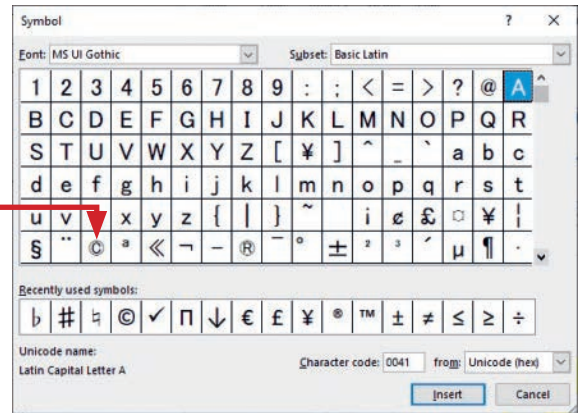 Symbol ? ×
Font: MS UI Gothic Subset: Basic Latin
1 2 3 4 5 6 7 8 9 : ; < = > ? @ A
B C D E F G H I J K L M N O P Q R
S T U V W X Y Z [ ¥ ] ^ _ ` a b c
d e f g h i j k l m n o p q r s t
u v x y z { | } ~ ¡ ¢ £ ¤ ¥ ¦
§ ¨ © ª « ¬ - ® ¯ ° ± ² ³ ´ µ ¶ ·
Recently used symbols:
♭ ♯ ♮ © ✓ Π ↓ € £ ¥ ® ™ ± ≠ ≤ ≥ ÷
Unicode name:
Latin Capital Letter A
Character code: 0041 from: Unicode (hex)
Insert Cancel